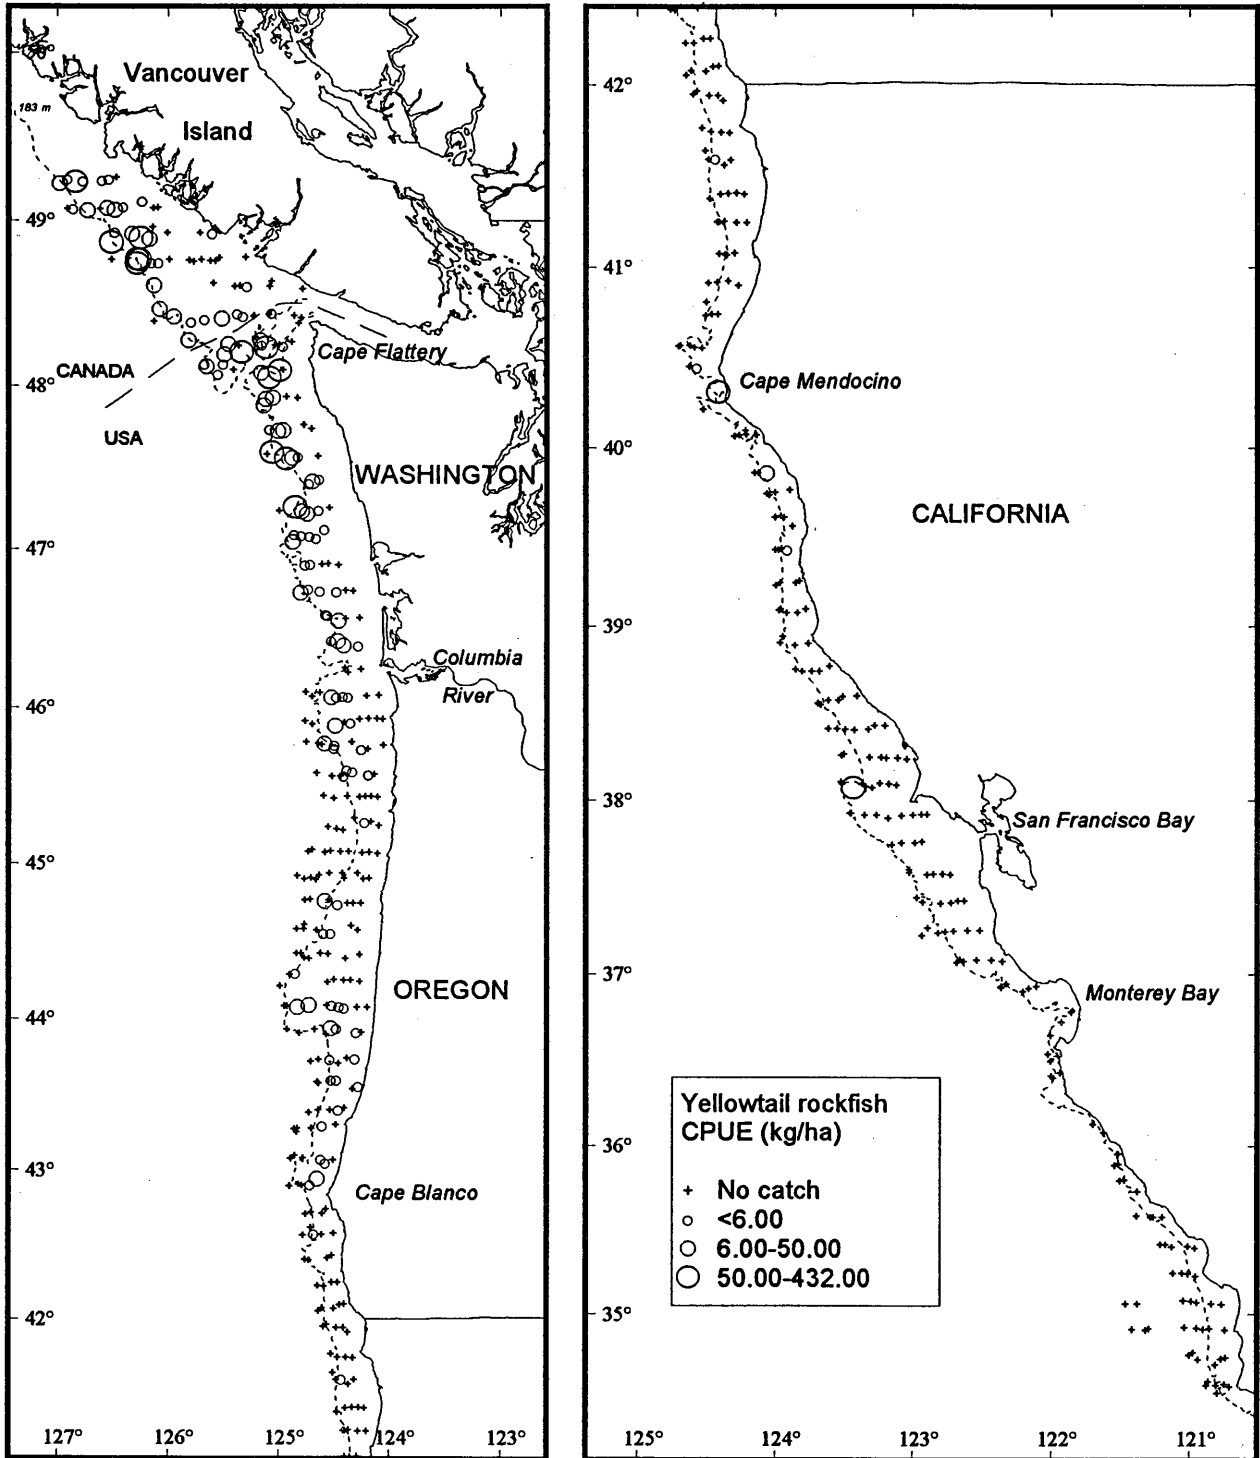 Vancouver
Island
183 m
49°
CANADA
48°
USA
Cape Flattery
WASHINGTON
47°
Columbia
River
46°
45°
OREGON
44°
43°
Cape Blanco
42°
127°
126°
125°
124°
123°
42°
41°
Cape Mendocino
40°
CALIFORNIA
39°
38°
San Francisco Bay
37°
Monterey Bay
36°
35°
Yellowtail rockfish
CPUE (kg/ha)
+ No catch
○ <6.00
○ 6.00-50.00
○ 50.00-432.00
125°
124°
123°
122°
121°